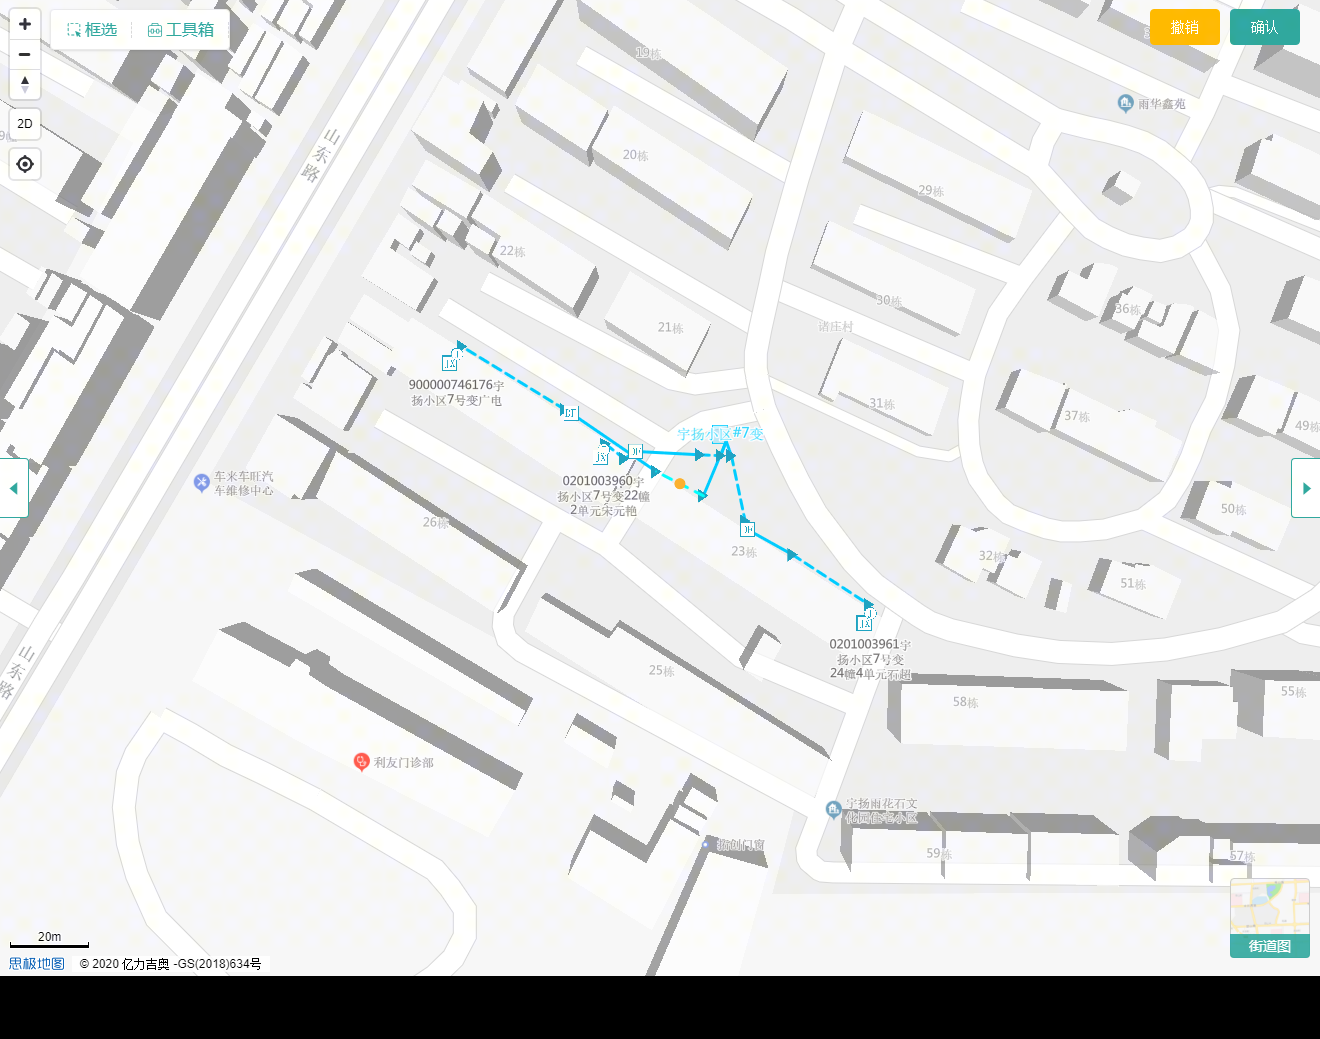 框选
工具箱
撤销
确认
2D
山东路
19栋
20栋
22栋
21栋
29栋
30栋
诸庄村
31栋
雨华鑫苑
36栋
37栋
49栋
50栋
32栋
51栋
900000746176宇
扬小区7号变广电
宇扬小区#7变
0201003960宇
扬小区7号变22幢
2单元宋元艳
车米车旺汽
车维修中心
26栋
23栋
0201003961宇
扬小区7号变
24幢4单元石超
山东路
25栋
58栋
55栋
利友门诊部
宇扬雨花石文
化园住宅小区
59栋
57栋
街道图
20m
思极地图
© 2020 亿力吉奥 -GS(2018)634号